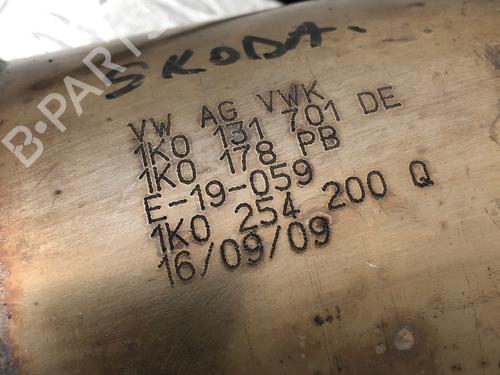 SKODA.
B-PARTS
VW AG VWK
1K0 131 701 DE
1K0 178 PB
E-19-059
1K0 254 200 Q
16/09/09